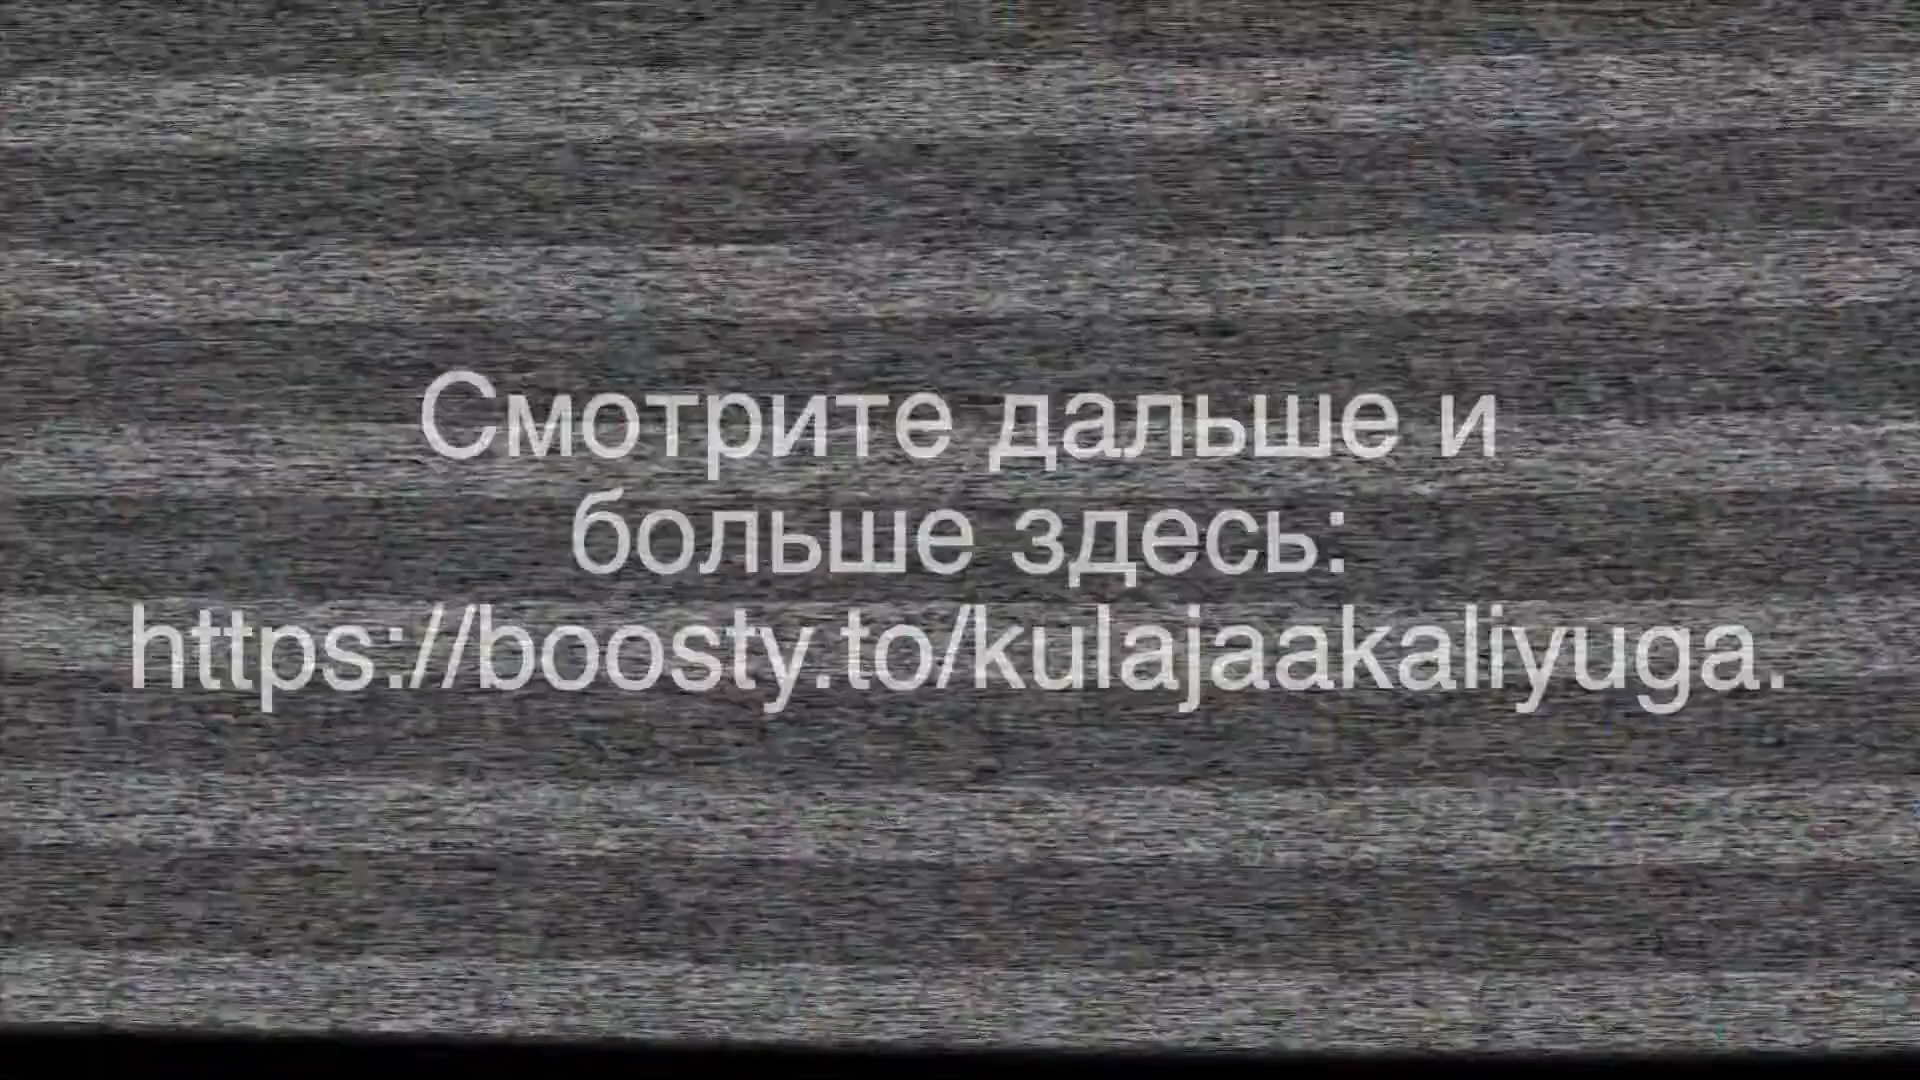 Смотрите дальше и
больше здесь:
https://boosty.to/kulajaakaliyuga.